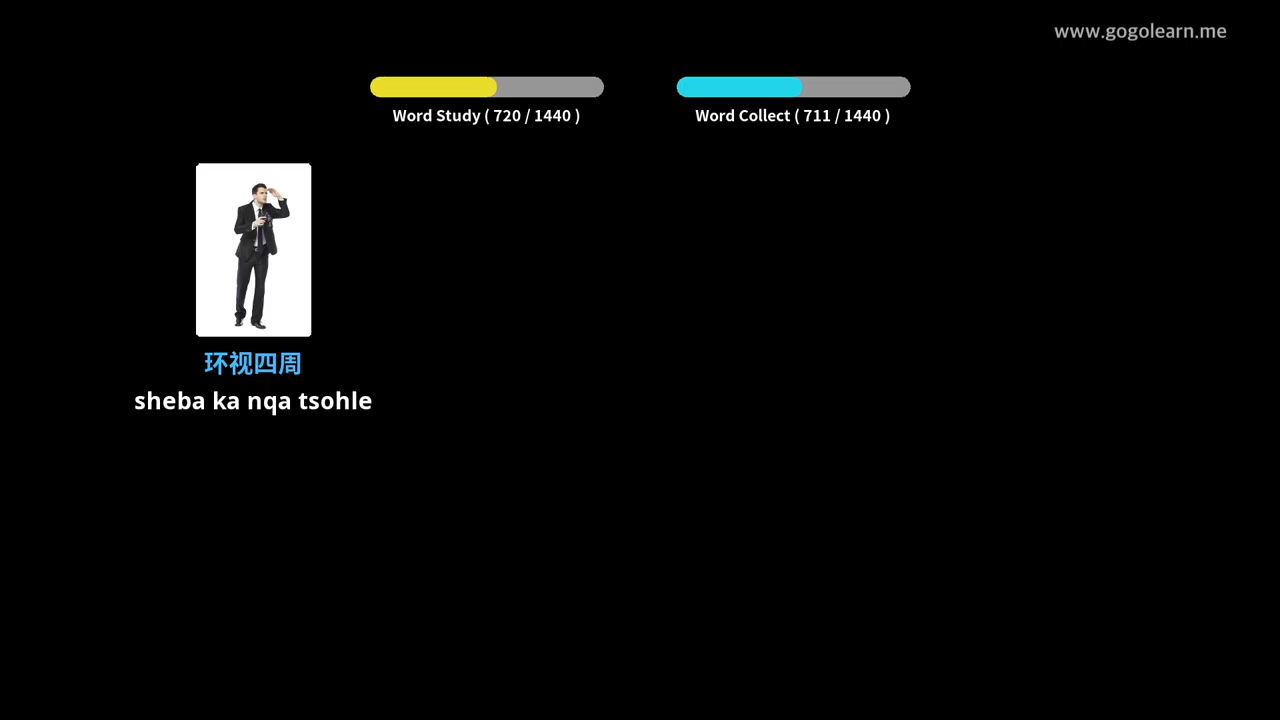 www.gogolearn.me
Word Study ( 720 / 1440 )
Word Collect ( 711 / 1440 )
环视四周
sheba ka nqa tsohle